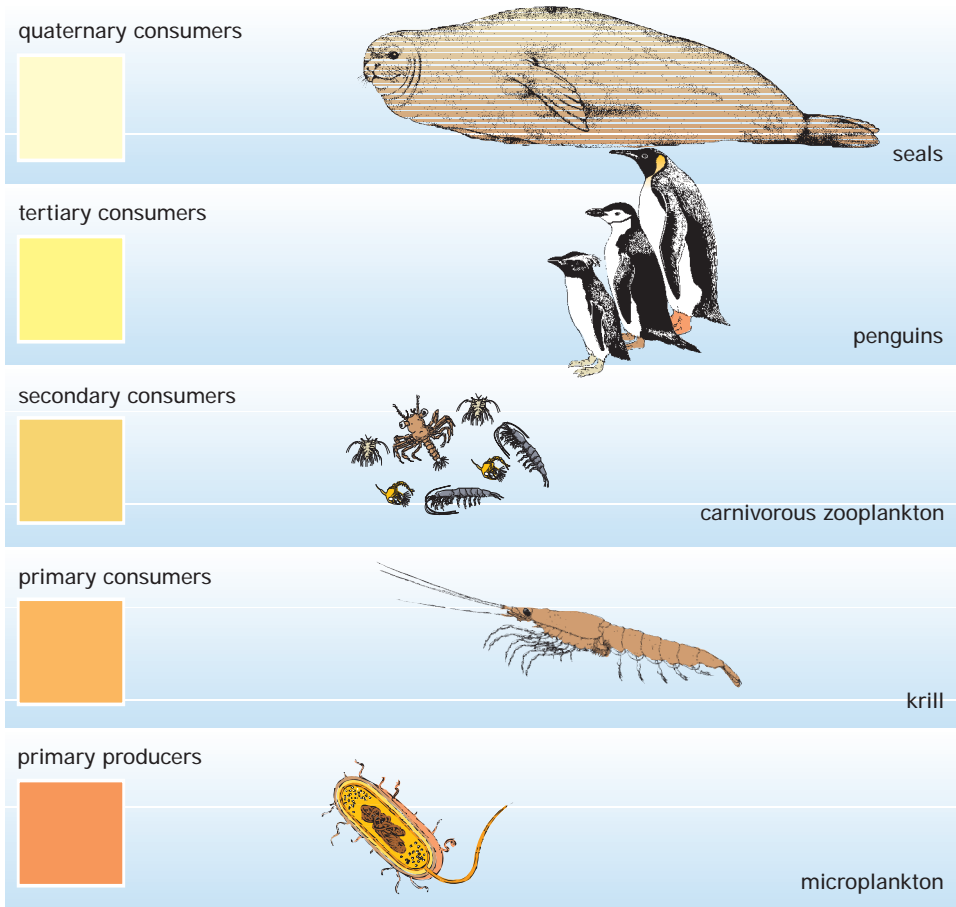 quaternary consumers
seals
tertiary consumers
penguins
secondary consumers
carnivorous zooplankton
primary consumers
krill
primary producers
microplankton